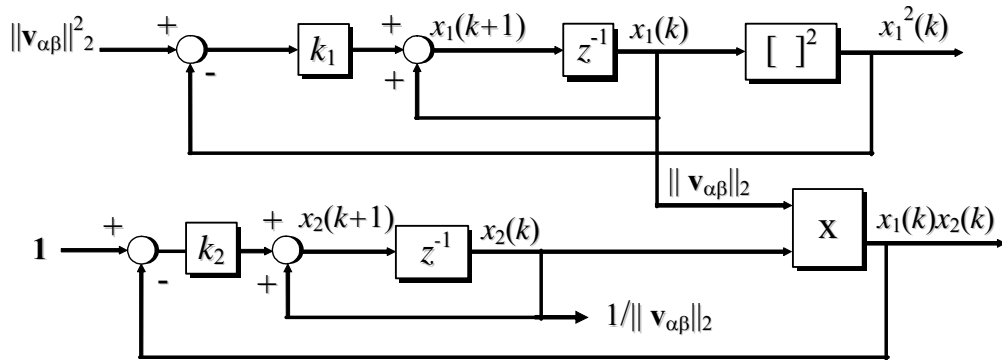 ||v_αβ||²₂ + - k₁ + + x₁(k+1) z⁻¹ x₁(k) [ ]² x₁²(k)
|| v_αβ||₂
1 + - k₂ + + x₂(k+1) z⁻¹ x₂(k) x x₁(k)x₂(k)
1/|| v_αβ||₂